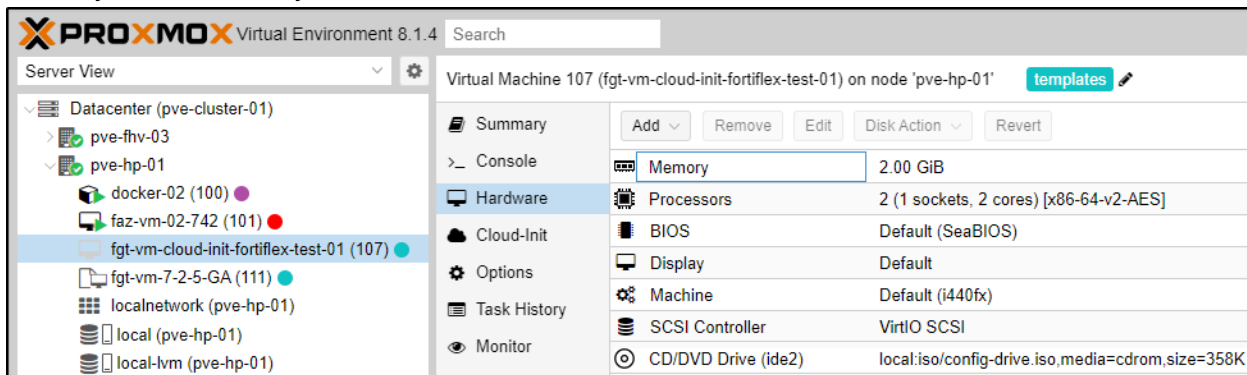 PROXMOX Virtual Environment 8.1.4 Search
Server View
Virtual Machine 107 (fgt-vm-cloud-init-fortiflex-test-01) on node 'pve-hp-01' templates
Datacenter (pve-cluster-01)
pve-fhv-03
pve-hp-01
docker-02 (100)
faz-vm-02-742 (101)
fgt-vm-cloud-init-fortiflex-test-01 (107)
fgt-vm-7-2-5-GA (111)
localnetwork (pve-hp-01)
local (pve-hp-01)
local-lvm (pve-hp-01)
Summary
>_ Console
Hardware
Cloud-Init
Options
Task History
Monitor
Add Remove Edit Disk Action Revert
Memory 2.00 GiB
Processors 2 (1 sockets, 2 cores) [x86-64-v2-AES]
BIOS Default (SeaBIOS)
Display Default
Machine Default (i440fx)
SCSI Controller VirtIO SCSI
CD/DVD Drive (ide2) local:iso/config-drive.iso,media=cdrom,size=358K